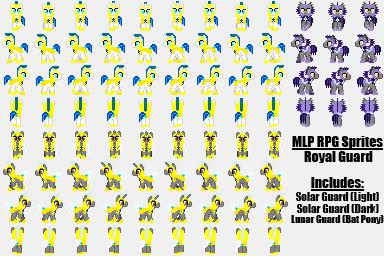 MLP RPG Sprites
Royal Guard
Includes:
Solar Guard (Light)
Solar Guard (Dark)
Lunar Guard (Bat Pony)